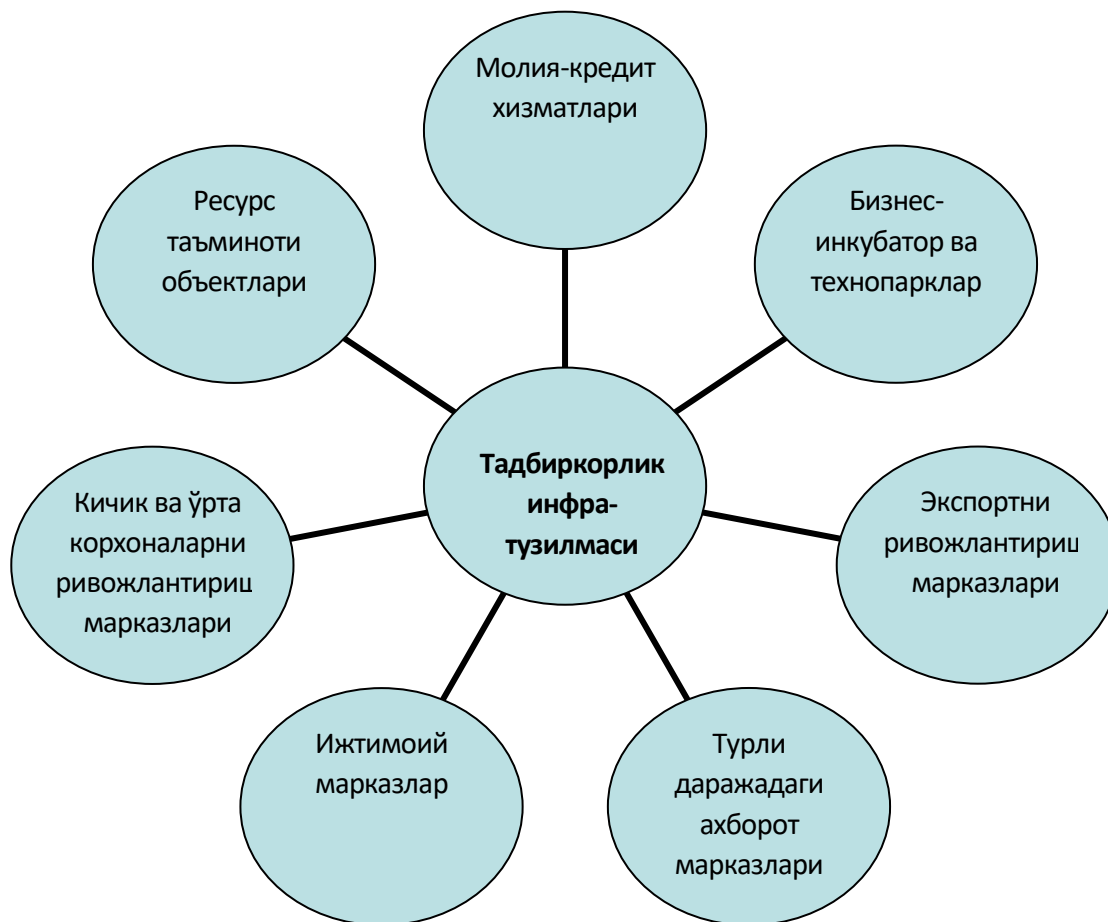 Молия-кредит
хизматлари
Бизнес-
инкубатор ва
технопарклар
Экспортни
ривожлантириш
марказлари
Турли
даражадаги
ахборот
марказлари
Ижтимоий
марказлар
Кичик ва ўрта
корхоналарни
ривожлантириш
марказлари
Ресурс
таъминоти
объектлари
Тадбиркорлик
инфра-
тузилмаси